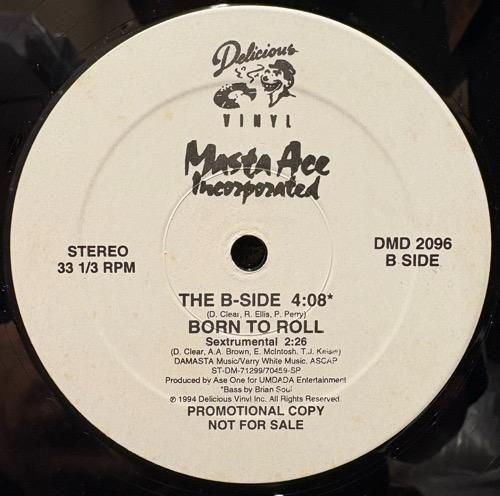 Delicious
VINYL
Masta Ace
Incorporated
STEREO
33 1/3 RPM
DMD 2096
B SIDE
THE B-SIDE 4:08*
(D. Clear, R. Ellis, P. Perry)
BORN TO ROLL
Sextrumental 2:26
(D. Clear, A.A. Brown, E. McIntosh, T.J. Keisin)
DAMASTA Music/Varry White Music. ASCAP
ST-DM-71299/70459-SP
Produced by Ase One for UMDADA Entertainment
*Bass by Brian Soul
℗ 1994 Delicious Vinyl Inc. All Rights Reserved
PROMOTIONAL COPY
NOT FOR SALE